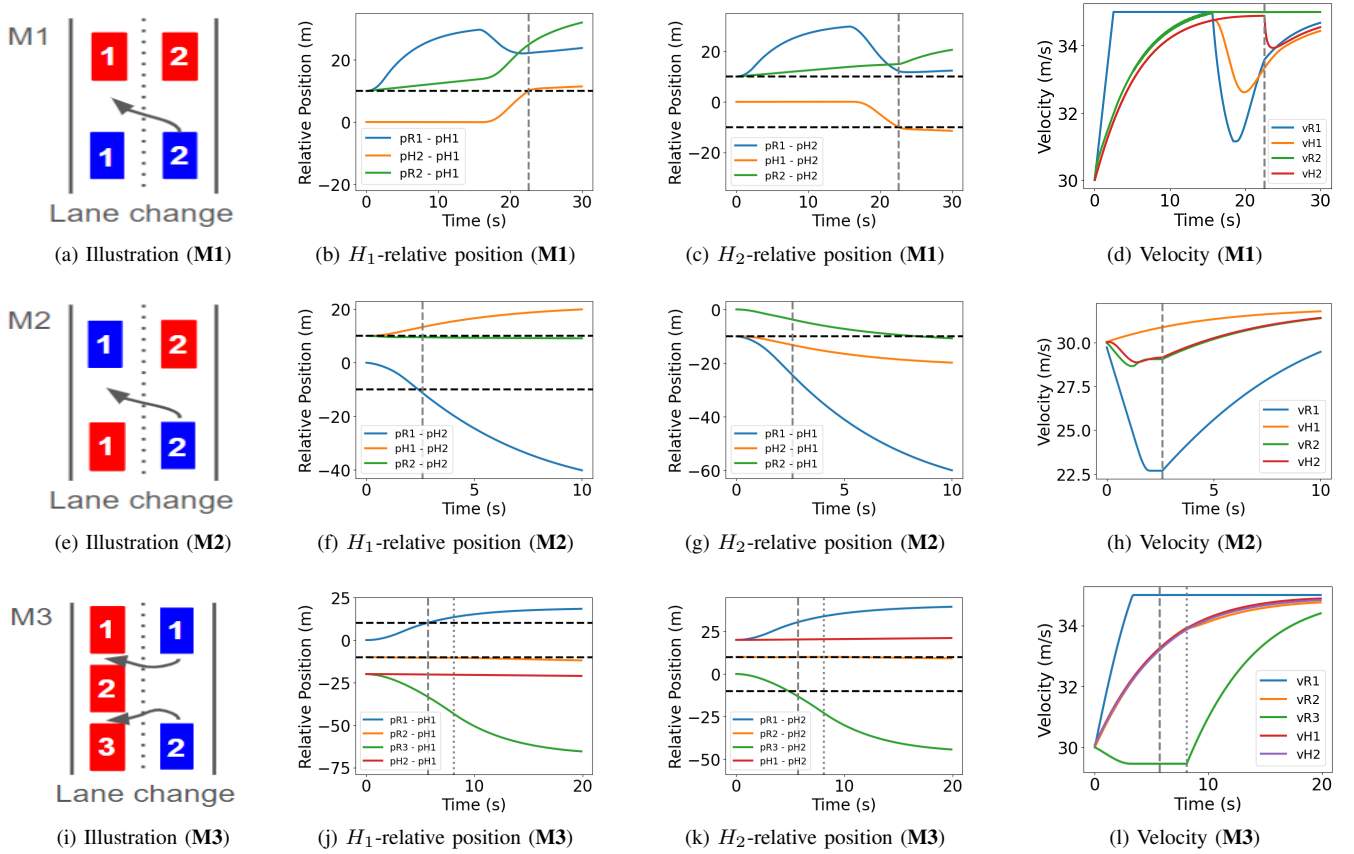 M1
1
2
1
2
Lane change
(a) Illustration (M1)
Relative Position (m)
20
0
−20
pR1 - pH1
pH2 - pH1
pR2 - pH1
0
10
20
30
Time (s)
(b) H1-relative position (M1)
Relative Position (m)
20
0
−20
pR1 - pH2
pH1 - pH2
pR2 - pH2
0
10
20
30
Time (s)
(c) H2-relative position (M1)
Velocity (m/s)
34
32
30
vR1
vH1
vR2
vH2
0
10
20
30
Time (s)
(d) Velocity (M1)
M2
1
2
1
2
Lane change
(e) Illustration (M2)
Relative Position (m)
20
0
−20
−40
pR1 - pH2
pH1 - pH2
pR2 - pH2
0
5
10
Time (s)
(f) H1-relative position (M2)
Relative Position (m)
0
−20
−40
−60
pR1 - pH1
pH2 - pH1
pR2 - pH1
0
5
10
Time (s)
(g) H2-relative position (M2)
Velocity (m/s)
30.0
27.5
25.0
22.5
vR1
vH1
vR2
vH2
0
5
10
Time (s)
(h) Velocity (M2)
M3
1
1
2
3
2
Lane change
(i) Illustration (M3)
Relative Position (m)
25
0
−25
−50
−75
pR1 - pH1
pR2 - pH1
pR3 - pH1
pH2 - pH1
0
10
20
Time (s)
(j) H1-relative position (M3)
Relative Position (m)
25
0
−25
−50
pR1 - pH2
pR2 - pH2
pR3 - pH2
pH1 - pH2
0
10
20
Time (s)
(k) H2-relative position (M3)
Velocity (m/s)
34
32
30
vR1
vR2
vR3
vH1
vH2
0
10
20
Time (s)
(l) Velocity (M3)